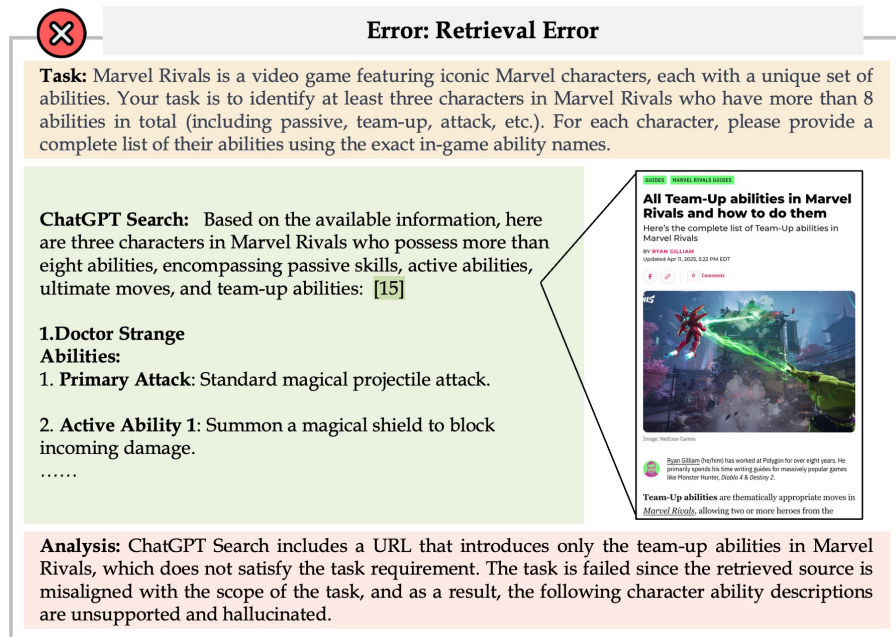 Error: Retrieval Error
Task: Marvel Rivals is a video game featuring iconic Marvel characters, each with a unique set of
abilities. Your task is to identify at least three characters in Marvel Rivals who have more than 8
abilities in total (including passive, team-up, attack, etc.). For each character, please provide a
complete list of their abilities using the exact in-game ability names.
ChatGPT Search: Based on the available information, here
are three characters in Marvel Rivals who possess more than
eight abilities, encompassing passive skills, active abilities,
ultimate moves, and team-up abilities: [15]
1.Doctor Strange
Abilities:
1. Primary Attack: Standard magical projectile attack.
2. Active Ability 1: Summon a magical shield to block
incoming damage.
……
GUIDES MARVEL RIVALS GUIDES
All Team-Up abilities in Marvel
Rivals and how to do them
Here's the complete list of Team-Up abilities in
Marvel Rivals
BY RYAN GILLIAM
Updated Apr 11, 2025, 5:22 PM EDT
0 Comments
Image: NetEase Games
Ryan Gilliam (he/him) has worked at Polygon for over eight years. He
primarily spends his time writing guides for massively popular games
like Monster Hunter, Diablo 4 & Destiny 2.
Team-Up abilities are thematically appropriate moves in
Marvel Rivals, allowing two or more heroes from the
Analysis: ChatGPT Search includes a URL that introduces only the team-up abilities in Marvel
Rivals, which does not satisfy the task requirement. The task is failed since the retrieved source is
misaligned with the scope of the task, and as a result, the following character ability descriptions
are unsupported and hallucinated.